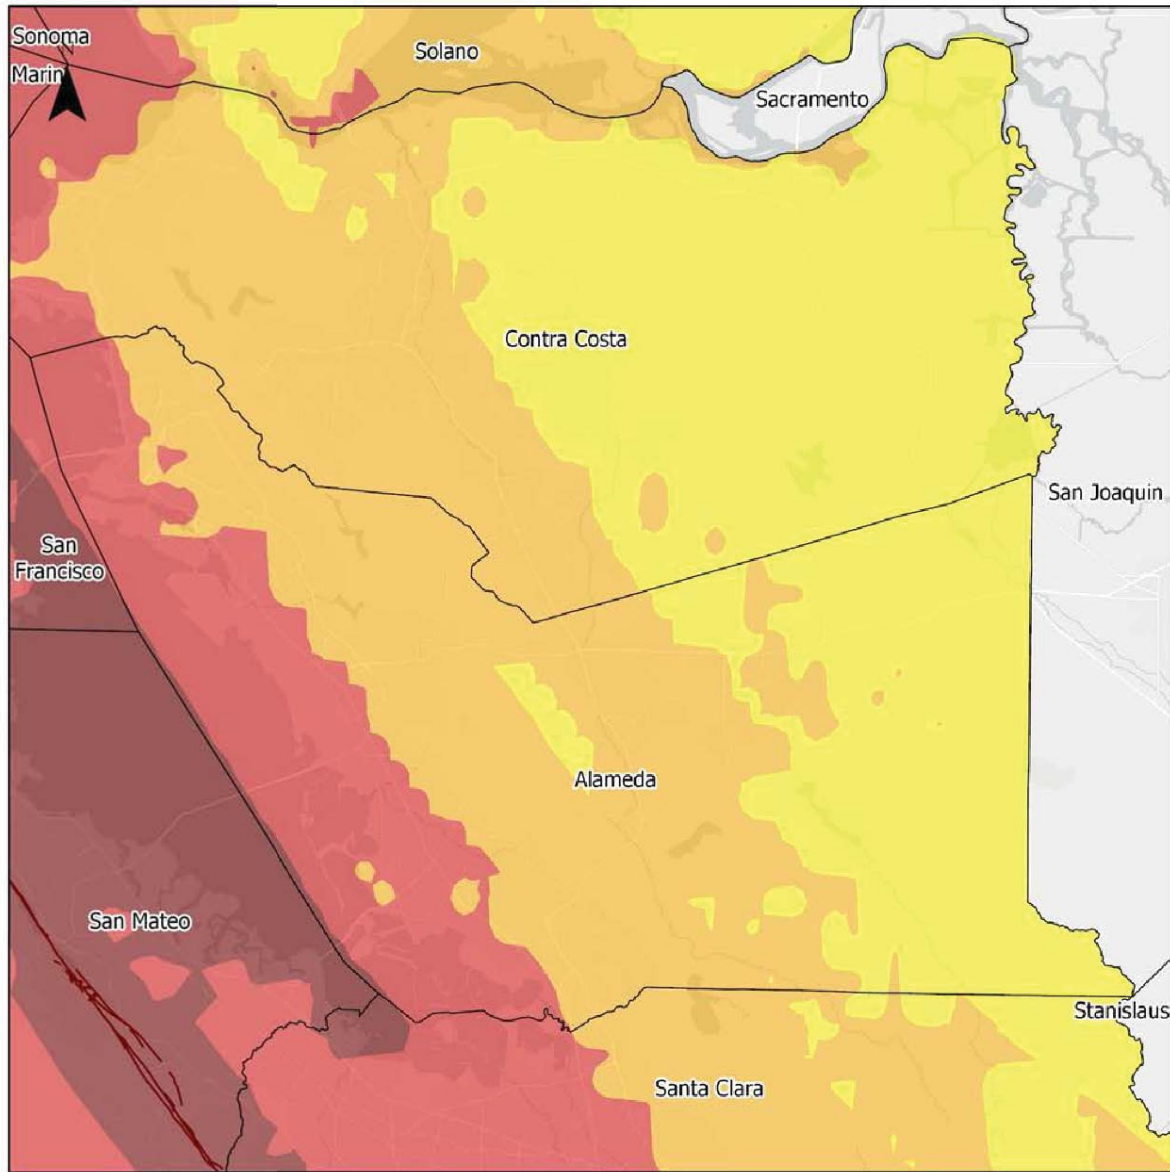 Sonoma
Marin
Solano
Sacramento
Contra Costa
San Joaquin
San
Francisco
Alameda
San Mateo
Stanislaus
Santa Clara